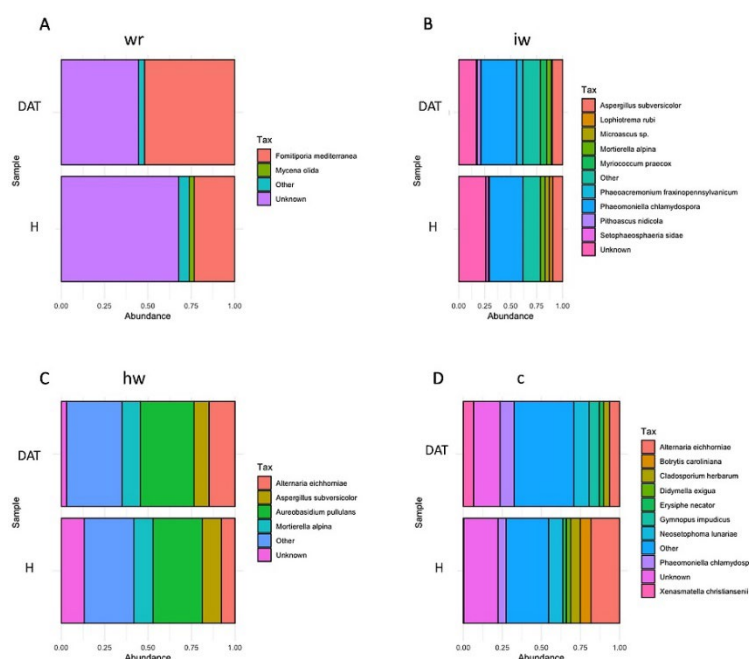 A
wr
DAT
H
Sample
0.00 0.25 0.50 0.75 1.00
Abundance
Tax
Fomitiporia mediterranea
Mycena olida
Other
Unknown
B
iw
DAT
H
Sample
0.00 0.25 0.50 0.75 1.00
Abundance
Tax
Aspergillus subversicolor
Lophiotrema rubi
Microascus sp.
Mortierella alpina
Myriococcum praecox
Other
Phaeoacremonium fraxinopennsylvanicum
Phaeomoniella chlamydospora
Pithoascus nidicola
Setophaeosphaeria sidae
Unknown
C
hw
DAT
H
Sample
0.00 0.25 0.50 0.75 1.00
Abundance
Tax
Alternaria eichhorniae
Aspergillus subversicolor
Aureobasidium pullulans
Mortierella alpina
Other
Unknown
D
c
DAT
H
Sample
0.00 0.25 0.50 0.75 1.00
Abundance
Tax
Alternaria eichhorniae
Botrytis caroliniana
Cladosporium herbarum
Didymella exigua
Erysiphe necator
Gymnopus impudicus
Neosetophoma lunariae
Other
Phaeomoniella chlamydosp
Unknown
Xenasmatella christiansenii